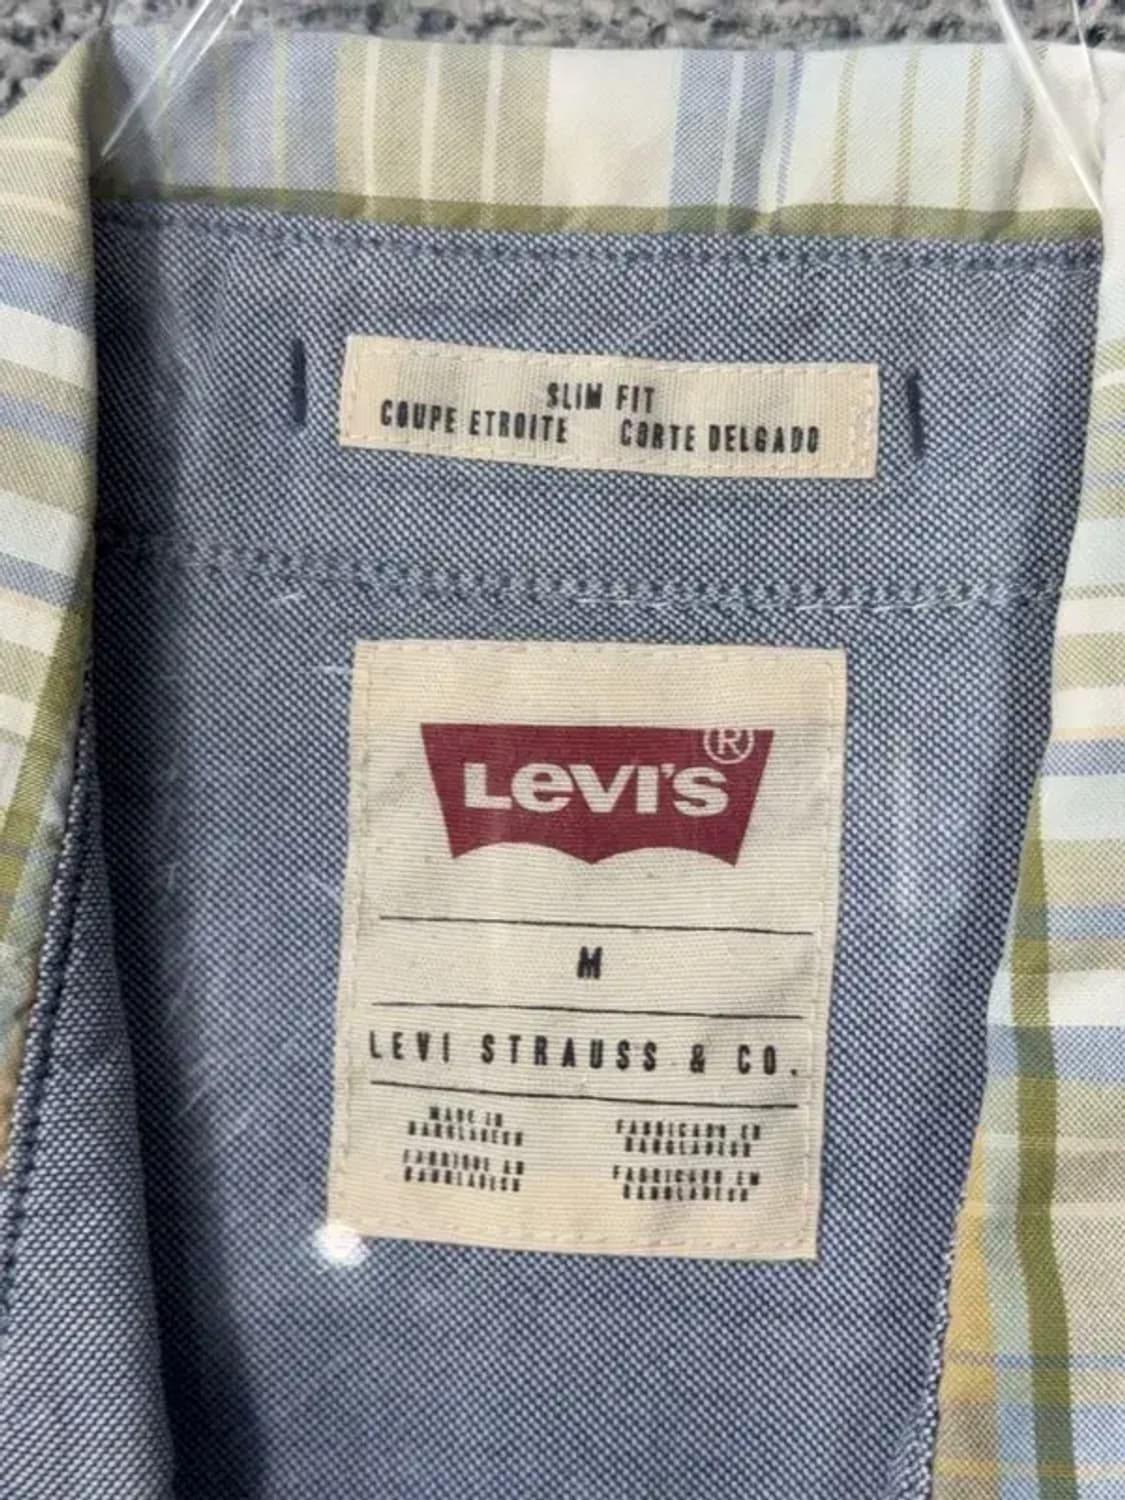 SLIM FIT
COUPE ETROITE CORTE DELGADO
LEVI'S®
M
LEVI STRAUSS & CO.
MADE IN
BANGLADESH
FABRIQUE AU
BANGLADESH
FABRICADO EN
BANGLADESH
FABRICADO EM
BANGLADESH